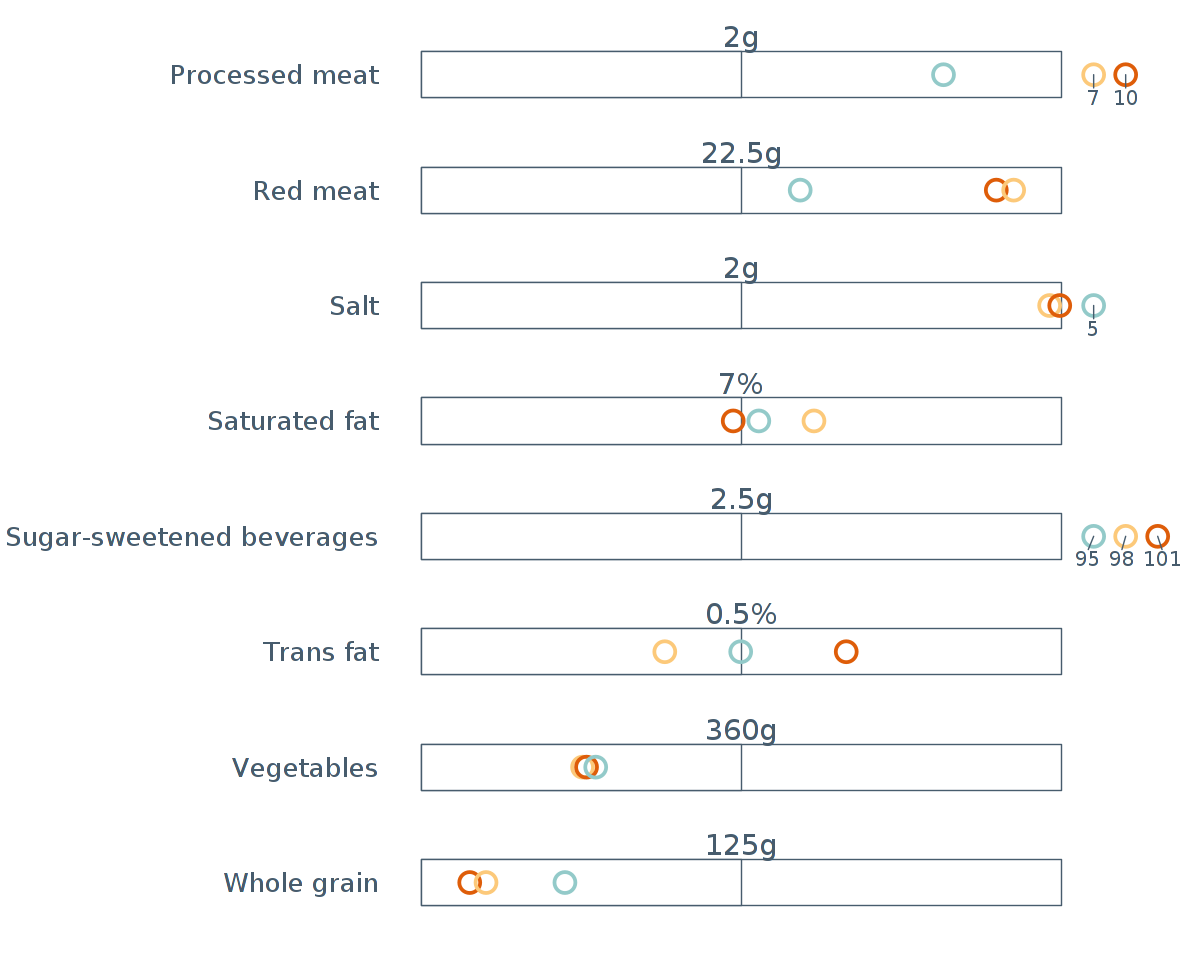 2g
Processed meat
7 10
22.5g
Red meat
2g
Salt
5
7%
Saturated fat
2.5g
Sugar-sweetened beverages
95 98 101
0.5%
Trans fat
360g
Vegetables
125g
Whole grain